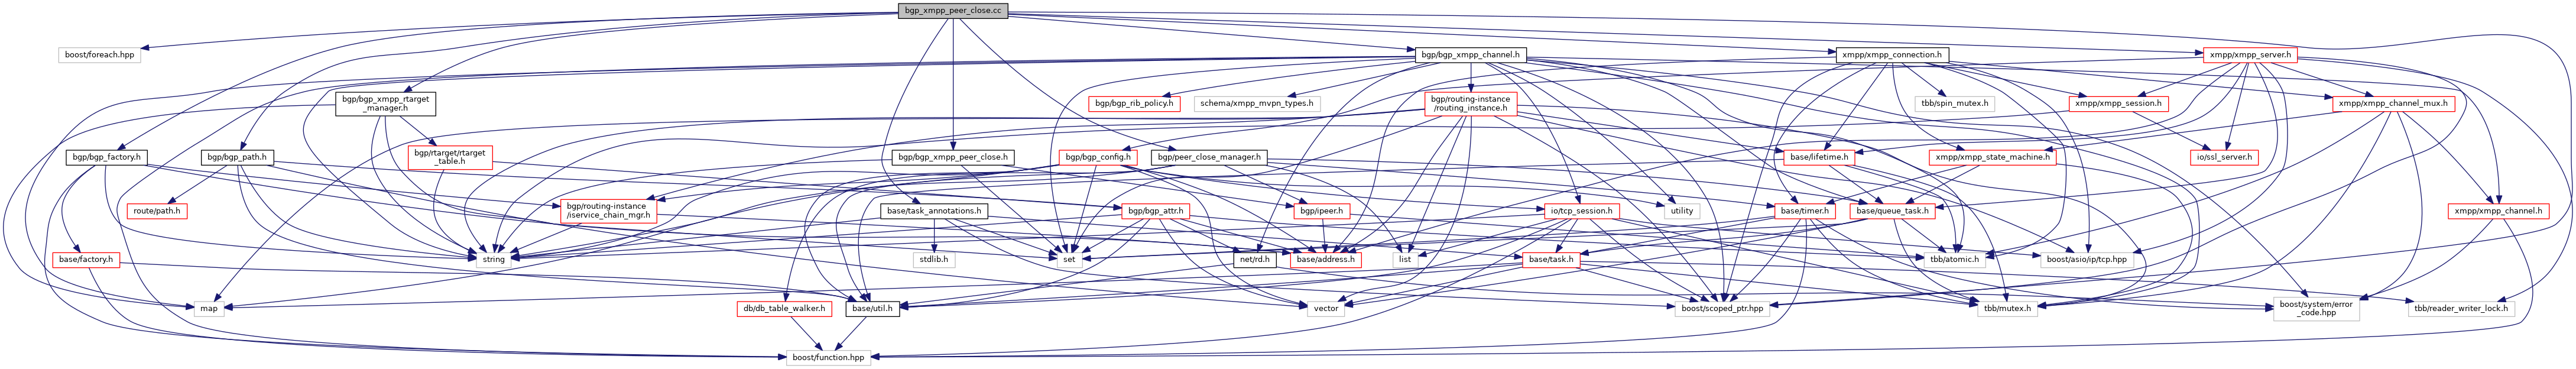 bgp_xmpp_peer_close.cc
boost/foreach.hpp
bgp/bgp_xmpp_channel.h
xmpp/xmpp_connection.h
xmpp/xmpp_server.h
bgp/bgp_xmpp_rtarget
_manager.h
bgp/bgp_rib_policy.h
schema/xmpp_mvpn_types.h
bgp/routing-instance
/routing_instance.h
tbb/spin_mutex.h
xmpp/xmpp_session.h
xmpp/xmpp_channel_mux.h
bgp/bgp_factory.h
bgp/bgp_path.h
bgp/rtarget/rtarget
_table.h
bgp/bgp_xmpp_peer_close.h
bgp/bgp_config.h
bgp/peer_close_manager.h
base/lifetime.h
xmpp/xmpp_state_machine.h
io/ssl_server.h
route/path.h
bgp/routing-instance
/iservice_chain_mgr.h
base/task_annotations.h
bgp/bgp_attr.h
bgp/ipeer.h
io/tcp_session.h
utility
base/timer.h
base/queue_task.h
xmpp/xmpp_channel.h
base/factory.h
string
stdlib.h
set
net/rd.h
base/address.h
list
base/task.h
tbb/atomic.h
boost/asio/ip/tcp.hpp
map
db/db_table_walker.h
base/util.h
vector
boost/scoped_ptr.hpp
tbb/mutex.h
boost/system/error
_code.hpp
tbb/reader_writer_lock.h
boost/function.hpp